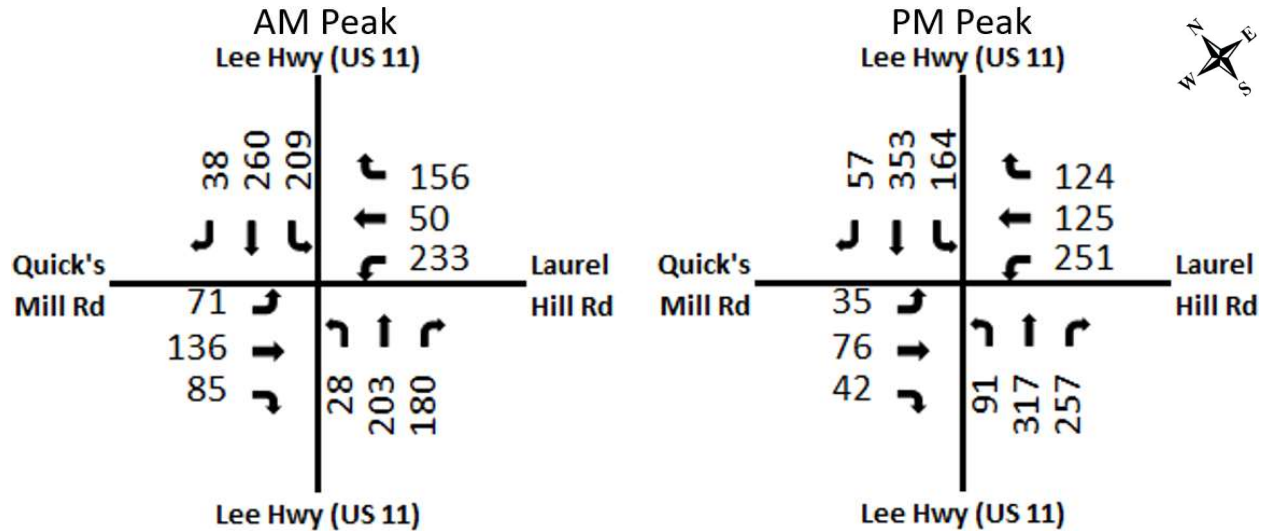 AM Peak
Lee Hwy (US 11)
38
260
209
156
50
233
Quick's
Mill Rd
Laurel
Hill Rd
71
136
85
28
203
180
Lee Hwy (US 11)
PM Peak
Lee Hwy (US 11)
57
353
164
124
125
251
Quick's
Mill Rd
Laurel
Hill Rd
35
76
42
91
317
257
Lee Hwy (US 11)
N
E
W
S